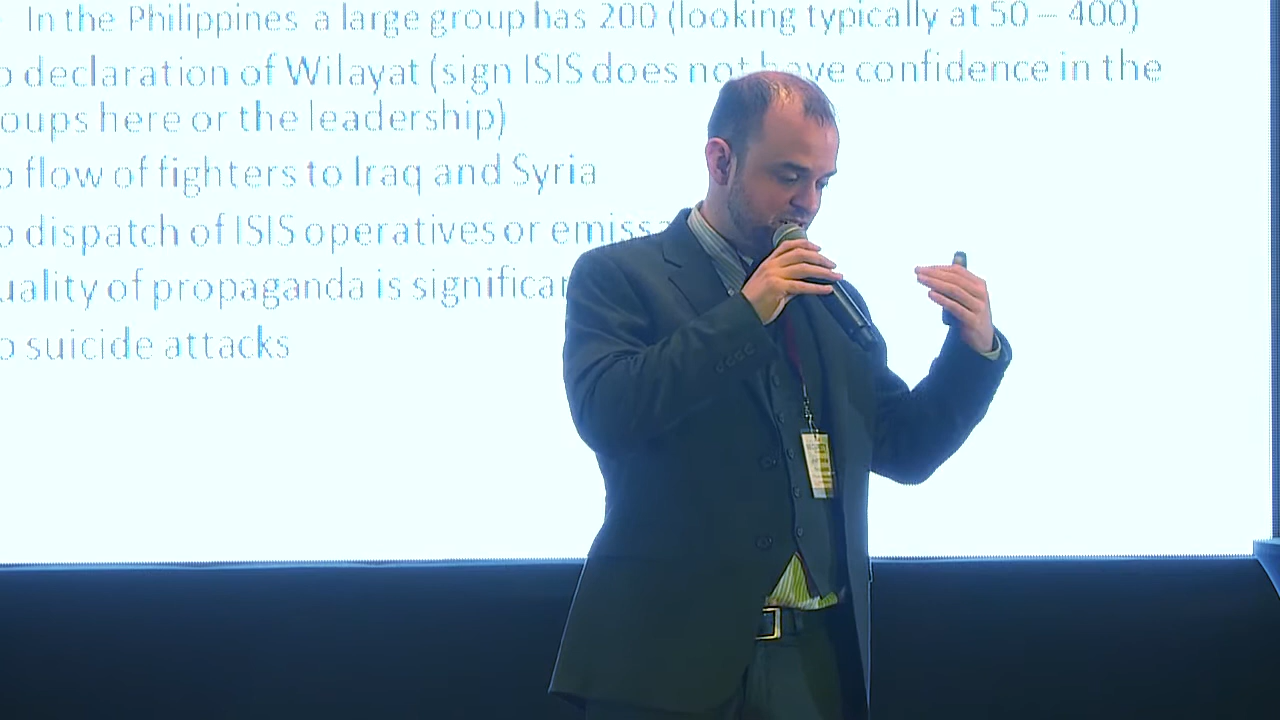 In the Philippines a large group has 200 (looking typically at 50 – 400)
o declaration of Wilayat (sign ISIS does not have confidence in the
oups here or the leadership)
o flow of fighters to Iraq and Syria
o dispatch of ISIS operatives or emissa
uality of propaganda is significan
o suicide attacks